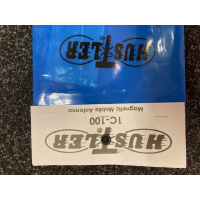 HUSTLER
IC-100
Magnetic Mobile Antenna
HUSTLER